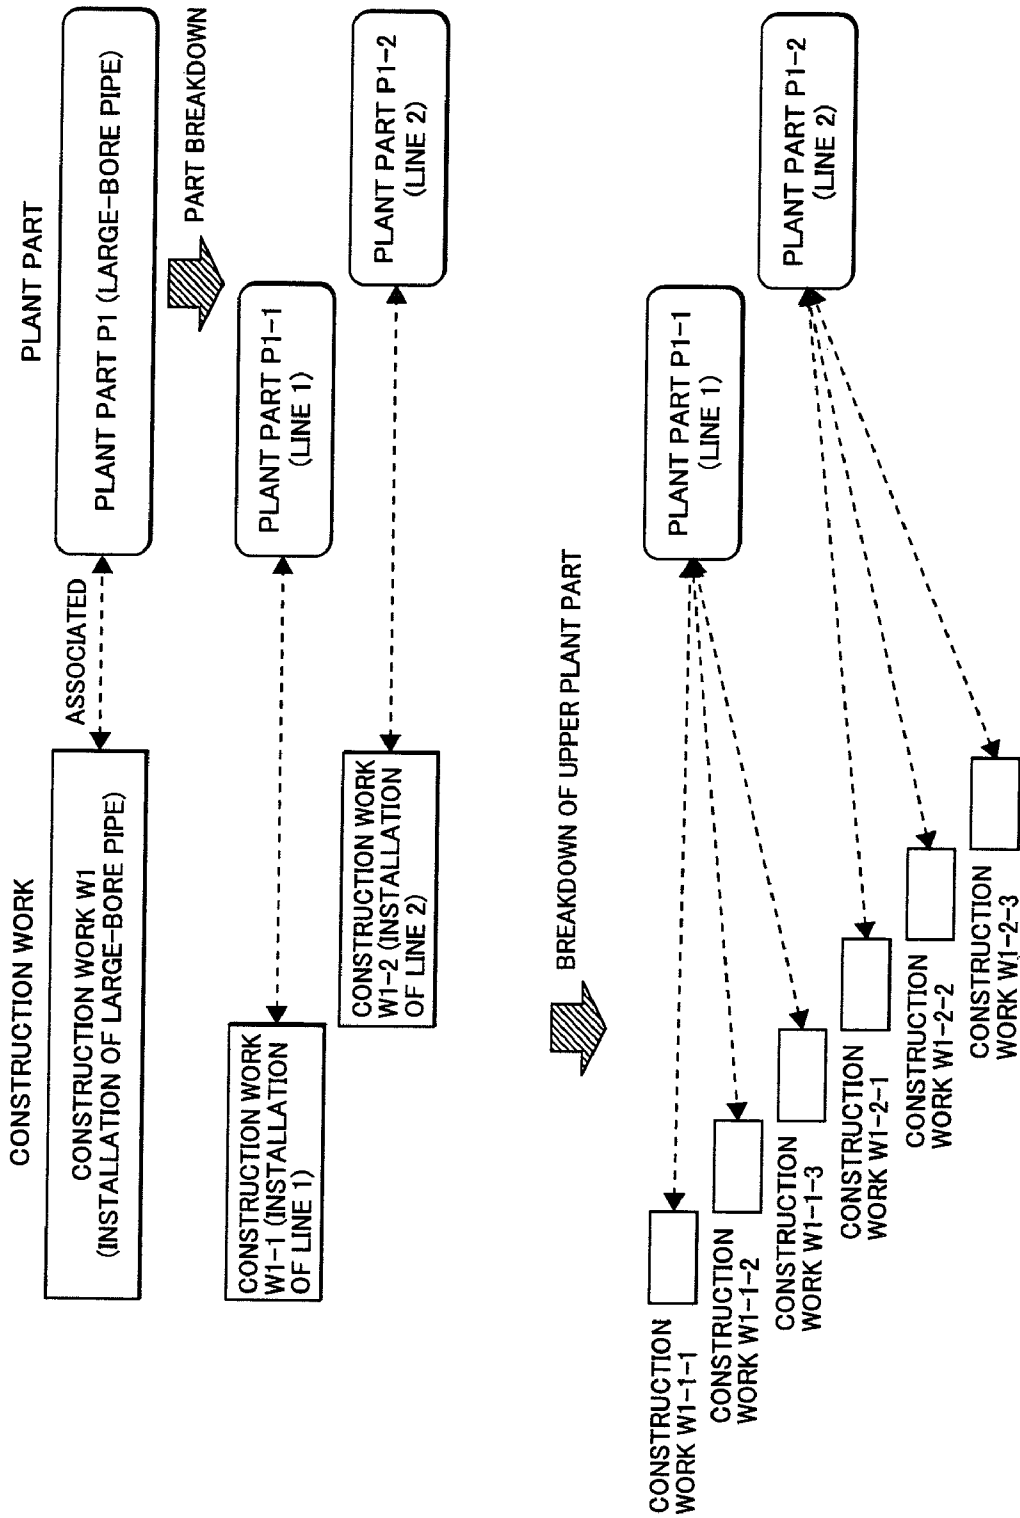 CONSTRUCTION WORK
PLANT PART
CONSTRUCTION WORK W1
(INSTALLATION OF LARGE-BORE PIPE)
ASSOCIATED
PLANT PART P1 (LARGE-BORE PIPE)
PART BREAKDOWN
CONSTRUCTION WORK
W1-1 (INSTALLATION
OF LINE 1)
PLANT PART P1-1
(LINE 1)
CONSTRUCTION WORK
W1-2 (INSTALLATION
OF LINE 2)
PLANT PART P1-2
(LINE 2)
BREAKDOWN OF UPPER PLANT PART
CONSTRUCTION
WORK W1-1-1
PLANT PART P1-1
(LINE 1)
CONSTRUCTION
WORK W1-1-2
CONSTRUCTION
WORK W1-1-3
PLANT PART P1-2
(LINE 2)
CONSTRUCTION
WORK W1-2-1
CONSTRUCTION
WORK W1-2-2
CONSTRUCTION
WORK W1-2-3